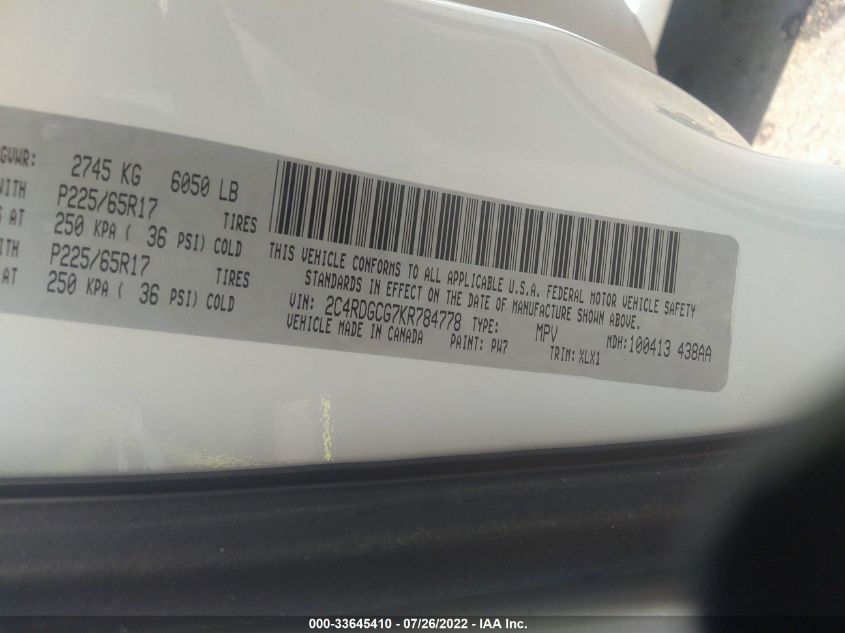 GVWR: 2745 KG 6050 LB
WITH P225/65R17 TIRES
AT 250 KPA ( 36 PSI) COLD
P225/65R17 TIRES
AT 250 KPA ( 36 PSI) COLD
THIS VEHICLE CONFORMS TO ALL APPLICABLE U.S.A. FEDERAL MOTOR VEHICLE SAFETY
STANDARDS IN EFFECT ON THE DATE OF MANUFACTURE SHOWN ABOVE.
VIN: 2C4RDGCG7KR784778 TYPE: MPV MDH:100413 438AA
VEHICLE MADE IN CANADA PAINT: PW7 TRIM: XLX1
000-33645410 - 07/26/2022 - IAA Inc.